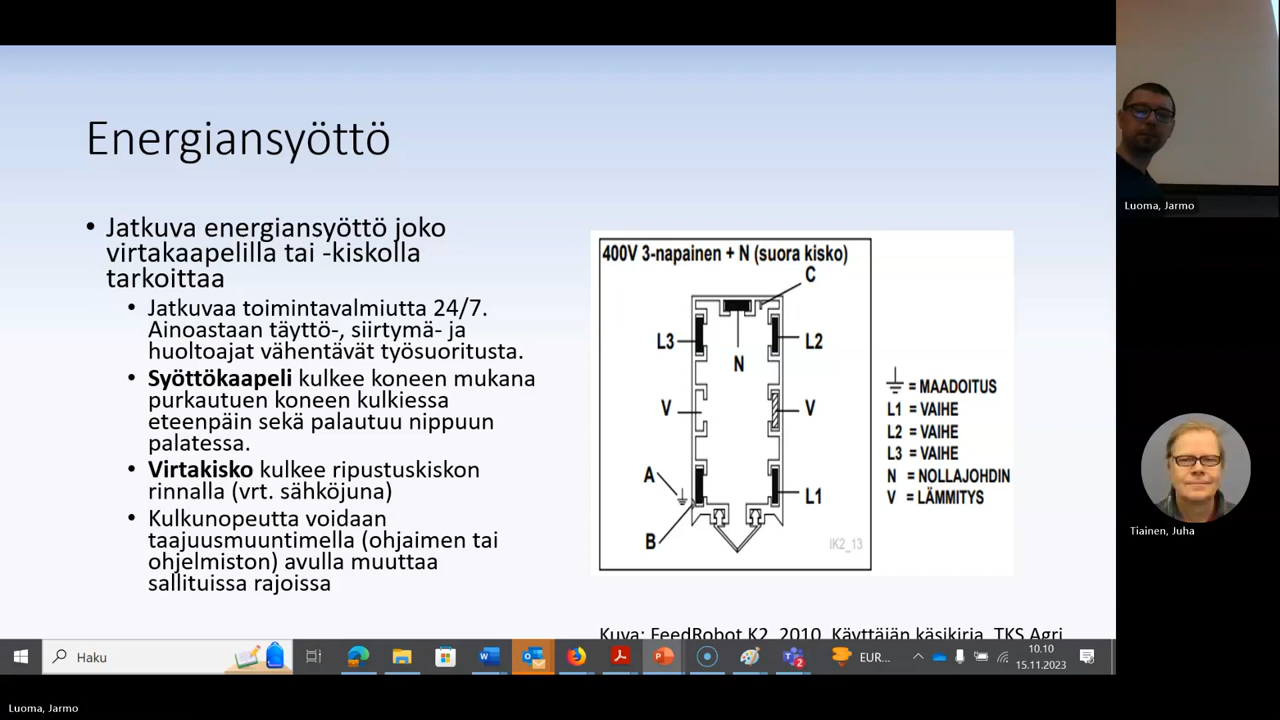 Energiansyöttö
• Jatkuva energiansyöttö joko
virtakaapelilla tai -kiskolla
tarkoittaa
• Jatkuvaa toimintavalmiutta 24/7.
Ainoastaan täyttö-, siirtymä- ja
huoltoajat vähentävät työsuoritusta.
• Syöttökaapeli kulkee koneen mukana
purkautuen koneen kulkiessa
eteenpäin sekä palautuu nippuun
palatessa.
• Virtakisko kulkee ripustuskiskon
rinnalla (vrt. sähköjuna)
• Kulkunopeutta voidaan
taajuusmuuntimella (ohjaimen tai
ohjelmiston) avulla muuttaa
sallituissa rajoissa
400V 3-napainen + N (suora kisko)
C
L3
L2
N
V
V
A
L1
B
IK2_13
= MAADOITUS
L1 = VAIHE
L2 = VAIHE
L3 = VAIHE
N = NOLLAJOHDIN
V = LÄMMITYS
Kuva: FeedRobot K2, 2010, Käyttäjän käsikirja, TKS Agri
Luoma, Jarmo
Tiainen, Juha
Haku
EUR...
10.10
15.11.2023
Luoma, Jarmo